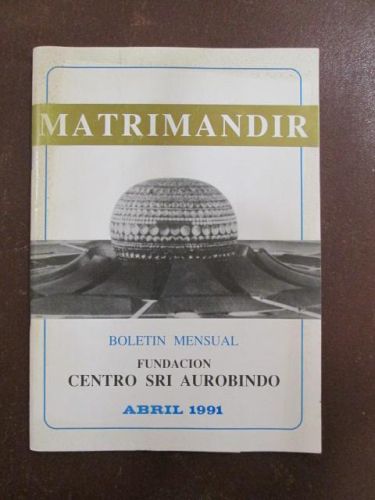 MATRIMANDIR
BOLETIN MENSUAL
FUNDACION
CENTRO SRI AUROBINDO
ABRIL 1991